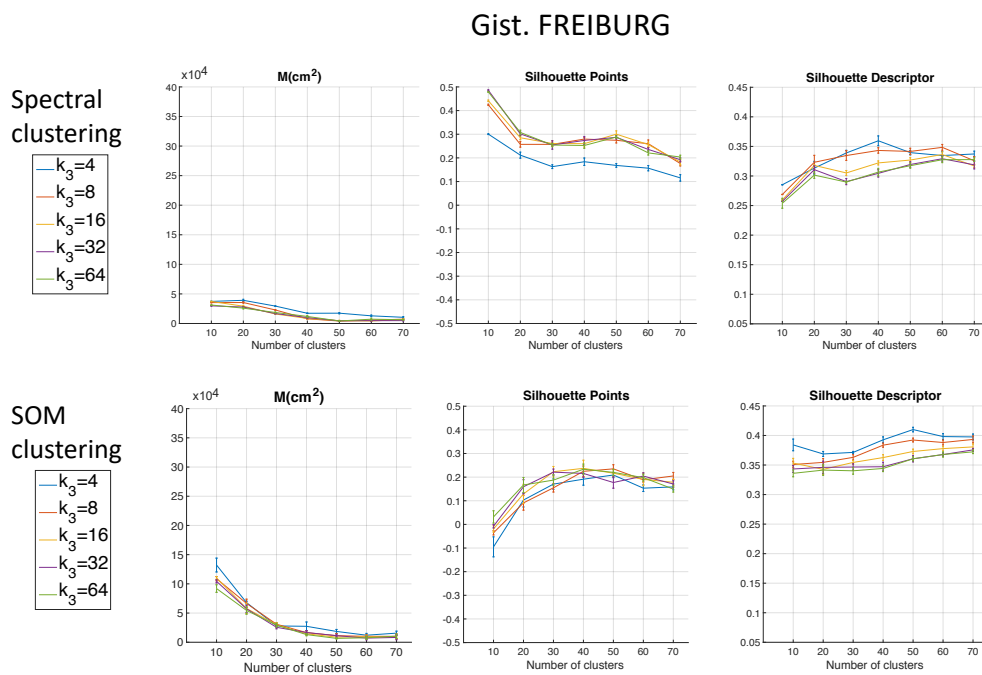 Gist. FREIBURG
Spectral
clustering
k3=4
k3=8
k3=16
k3=32
k3=64
x10^4
M(cm²)
40
35
30
25
20
15
10
5
0
10 20 30 40 50 60 70
Number of clusters
Silhouette Points
0.5
0.4
0.3
0.2
0.1
0
-0.1
-0.2
-0.3
-0.4
-0.5
10 20 30 40 50 60 70
Number of clusters
Silhouette Descriptor
0.45
0.4
0.35
0.3
0.25
0.2
0.15
0.1
0.05
10 20 30 40 50 60 70
Number of clusters
SOM
clustering
k3=4
k3=8
k3=16
k3=32
k3=64
x10^4
M(cm²)
40
35
30
25
20
15
10
5
0
10 20 30 40 50 60 70
Number of clusters
Silhouette Points
0.5
0.4
0.3
0.2
0.1
0
-0.1
-0.2
-0.3
-0.4
-0.5
10 20 30 40 50 60 70
Number of clusters
Silhouette Descriptor
0.45
0.4
0.35
0.3
0.25
0.2
0.15
0.1
0.05
10 20 30 40 50 60 70
Number of clusters